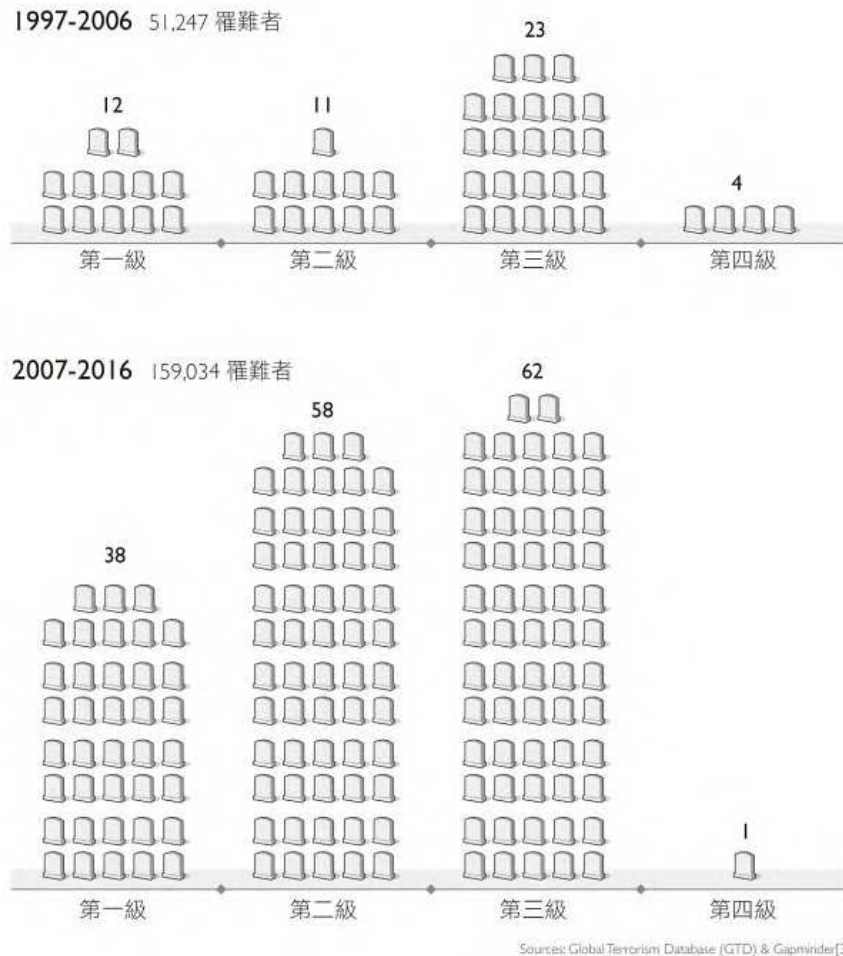 1997-2006 51,247 罹難者
12 11 23 4
第一級 第二級 第三級 第四級
2007-2016 159,034 罹難者
38 58 62 1
第一級 第二級 第三級 第四級
Sources: Global Terrorism Database (GTD) & Gapminder[3